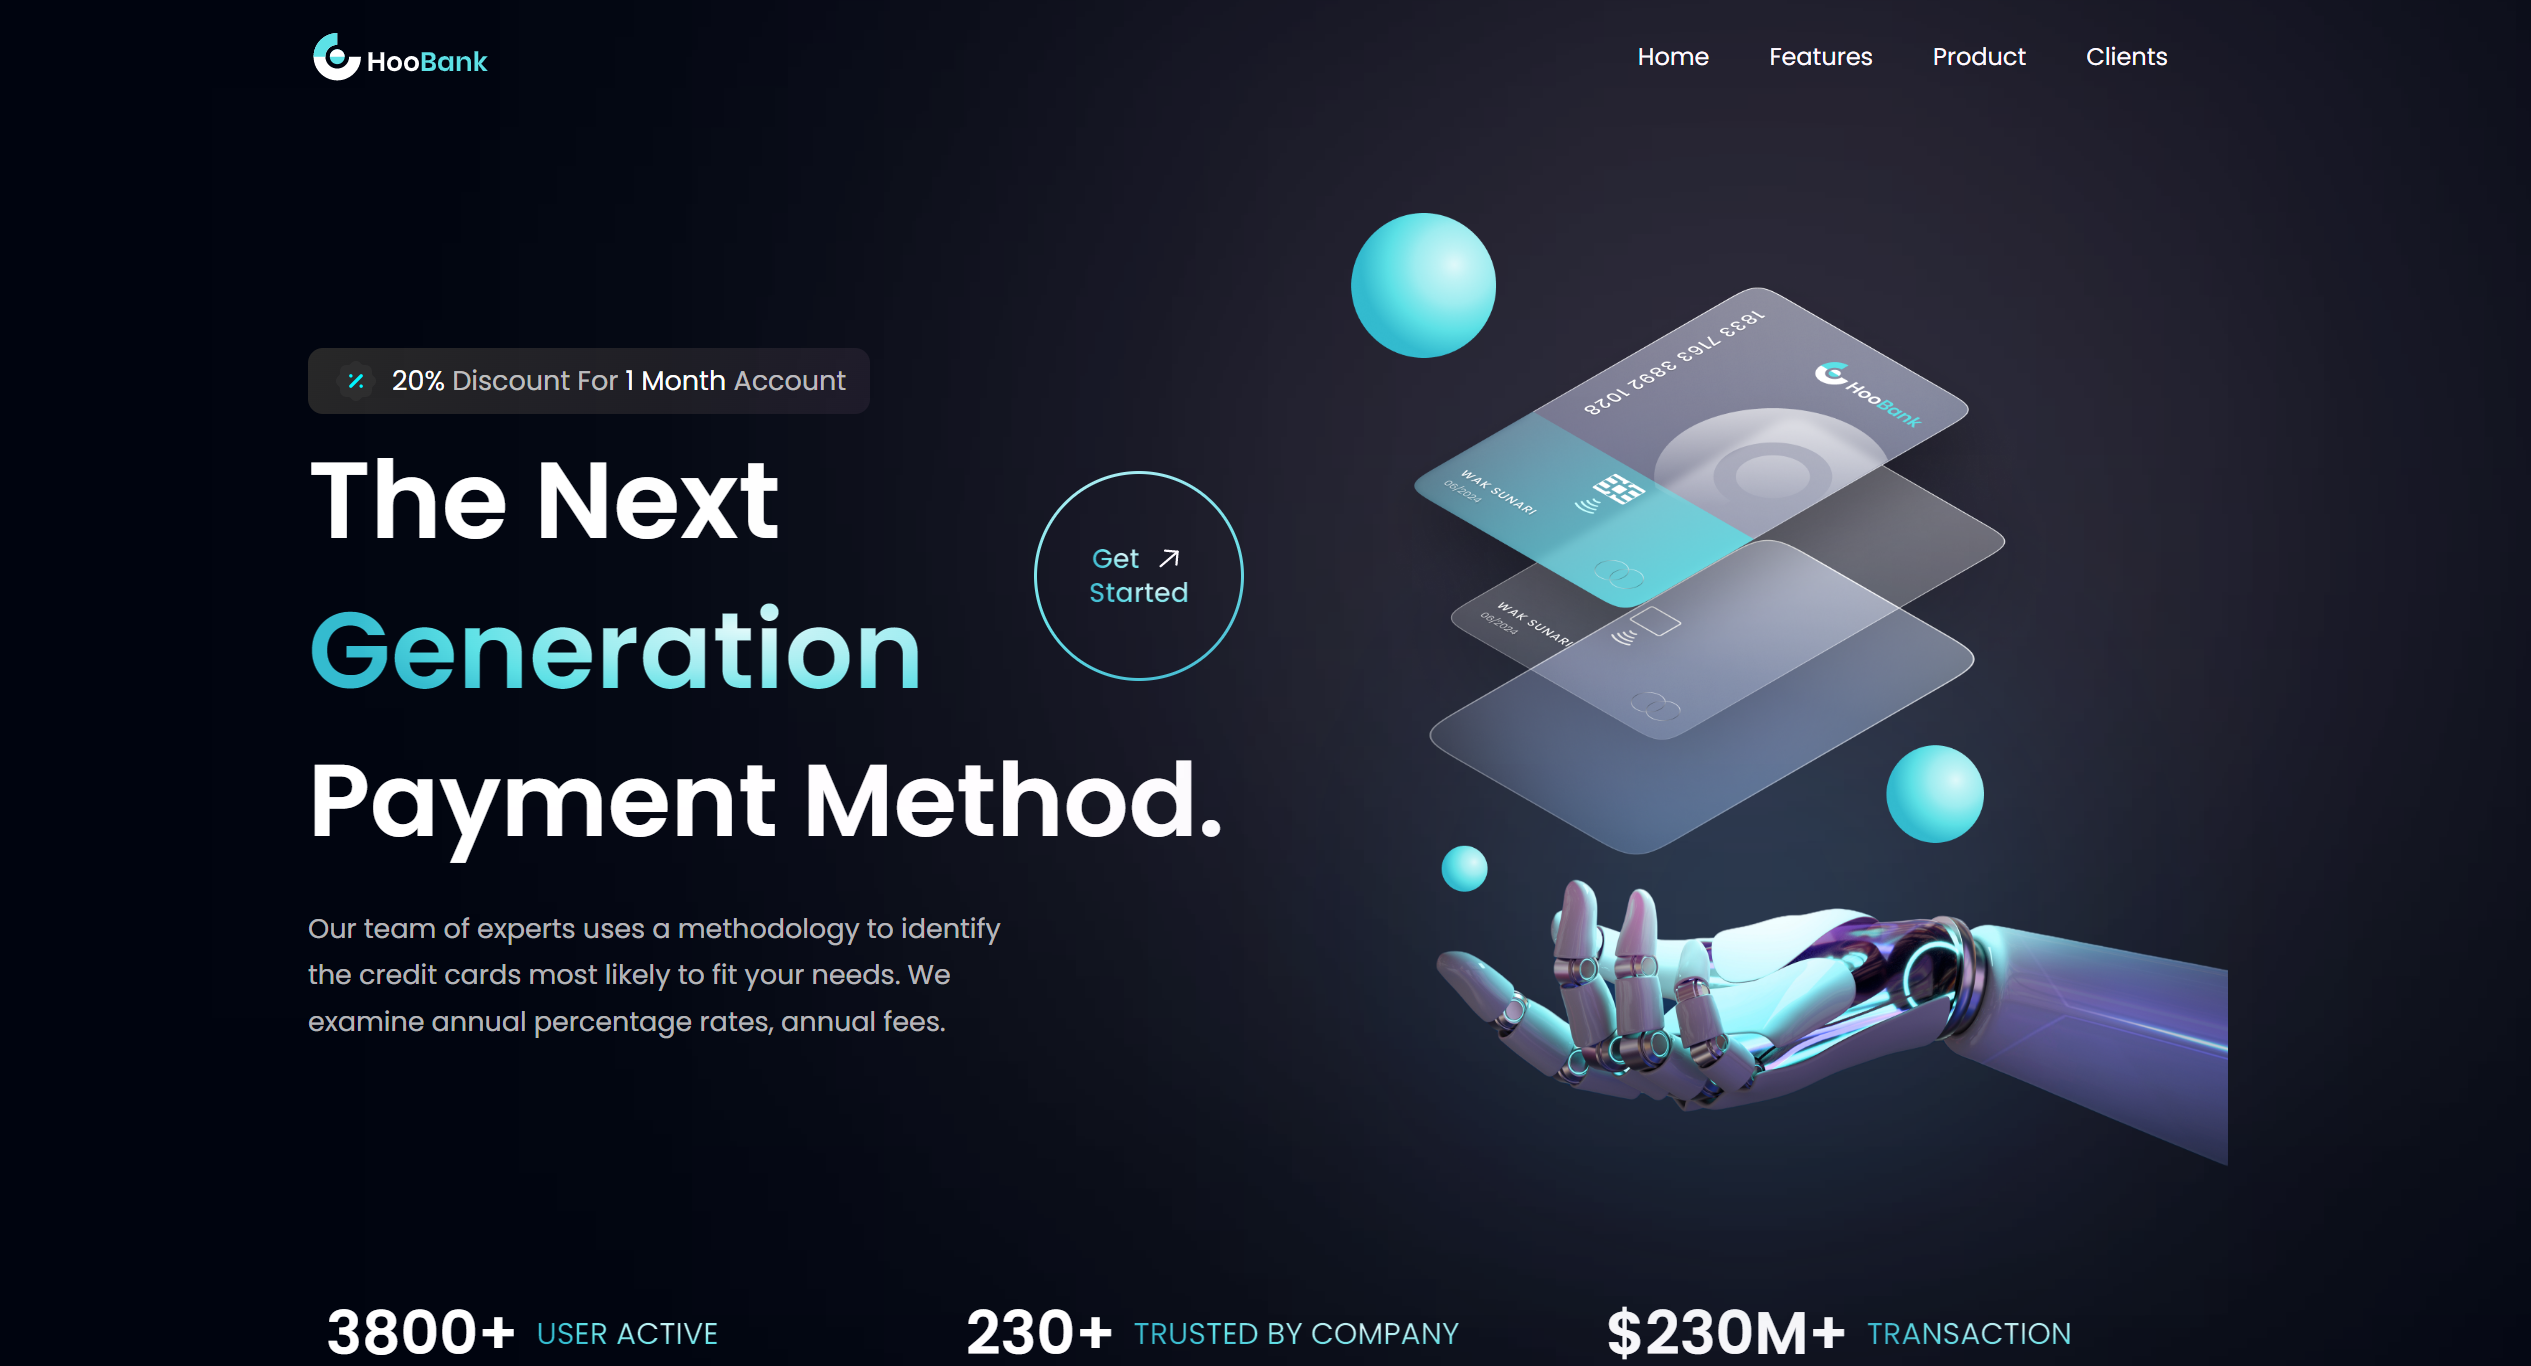 HooBank
Home Features Product Clients
20% Discount For 1 Month Account
The Next
Generation
Payment Method.
Get
Started
Our team of experts uses a methodology to identify
the credit cards most likely to fit your needs. We
examine annual percentage rates, annual fees.
1833 7163 3892 1028
HooBank
WAK SUNARI
06/2024
WAK SUNARI
06/2024
3800+ USER ACTIVE
230+ TRUSTED BY COMPANY
$230M+ TRANSACTION